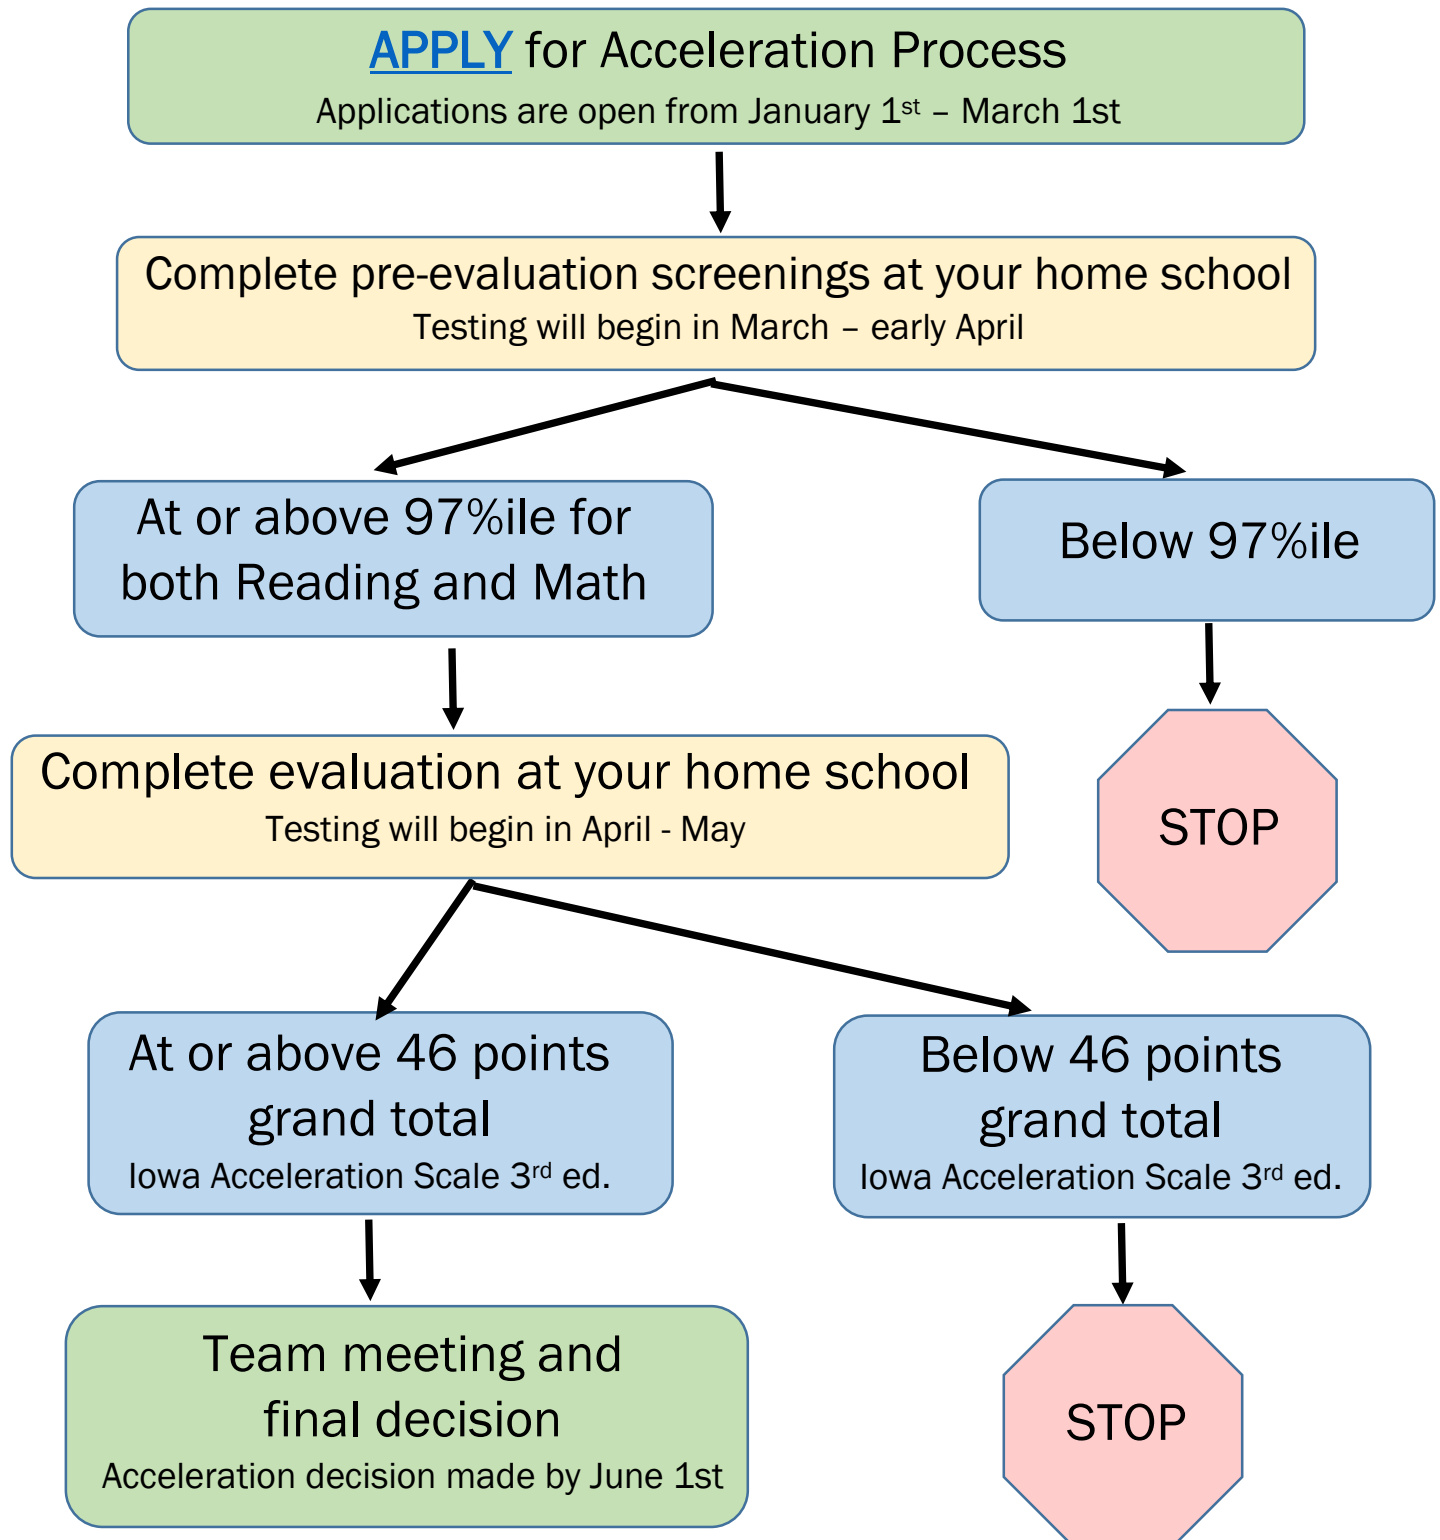 APPLY for Acceleration Process
Applications are open from January 1st – March 1st
Complete pre-evaluation screenings at your home school
Testing will begin in March – early April
At or above 97%ile for
both Reading and Math
Below 97%ile
Complete evaluation at your home school
Testing will begin in April - May
STOP
At or above 46 points
grand total
Iowa Acceleration Scale 3rd ed.
Below 46 points
grand total
Iowa Acceleration Scale 3rd ed.
Team meeting and
final decision
Acceleration decision made by June 1st
STOP